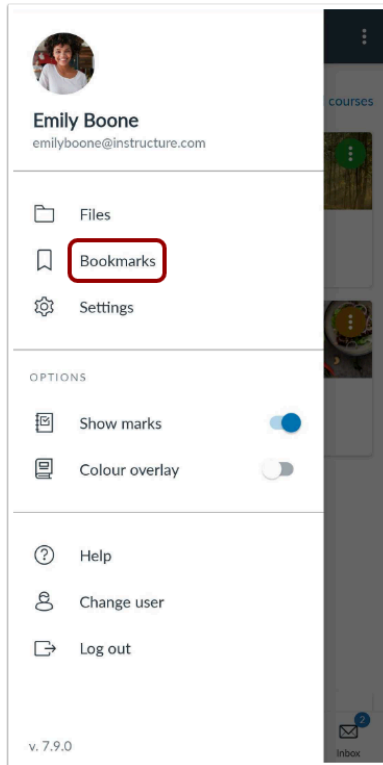 Emily Boone
emilyboone@instructure.com
courses
Files
Bookmarks
Settings
OPTIONS
Show marks
Colour overlay
Help
Change user
Log out
v. 7.9.0
2
Inbox